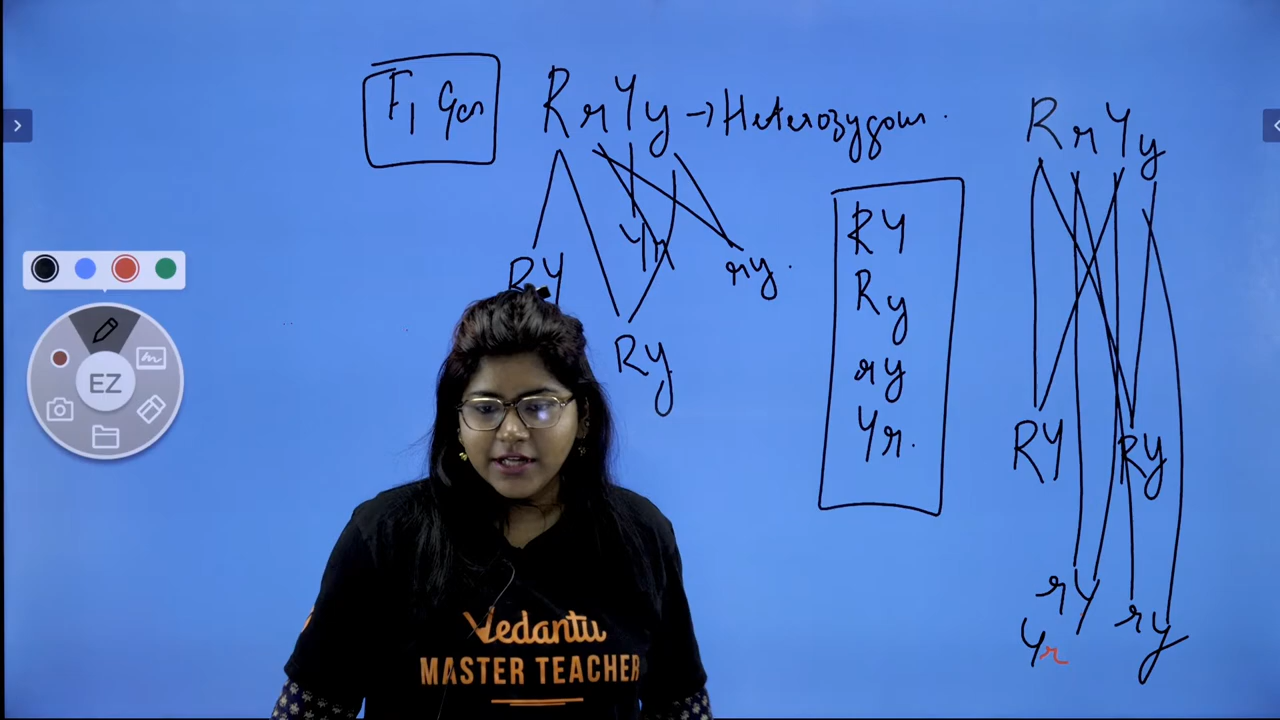 F1 Gen
RrYy → Heterozygous.
RY
Yr
ry.
Ry
RY
Ry
ry
Yr.
RrYy
RY
Ry
rY
ry
Yr
EZ
Vedantu
MASTER TEACHER